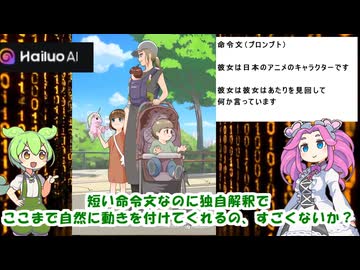 Hailuo AI
命令文(プロンプト)
彼女は日本のアニメのキャラクターです
彼女は彼女はあたりを見回して
何か言っています
短い命令文なのに独自解釈で
ここまで自然に動きを付けてくれるの、すごくないか?